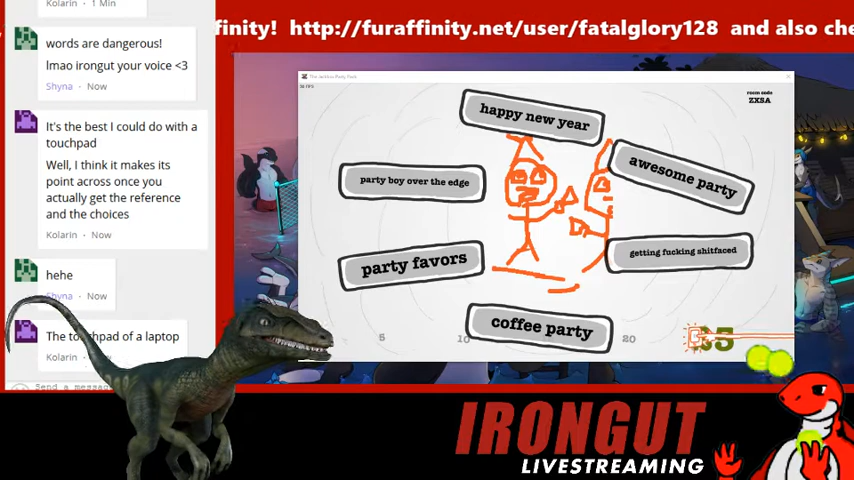 Kolarin · 1 Min
finity!  http://furaffinity.net/user/fatalglory128  and also che
words are dangerous!
lmao irongut your voice <3
Shyna · Now
It's the best I could do with a
touchpad
Well, I think it makes its
point across once you
actually get the reference
and the choices
Kolarin · Now
hehe
Shyna · Now
The touchpad of a laptop
Kolarin · Now
Send a messag
room code
ZXSA
happy new year
awesome party
party boy over the edge
getting fucking shitfaced
party favors
coffee party
5
10
20
IRONGUT
LIVESTREAMING